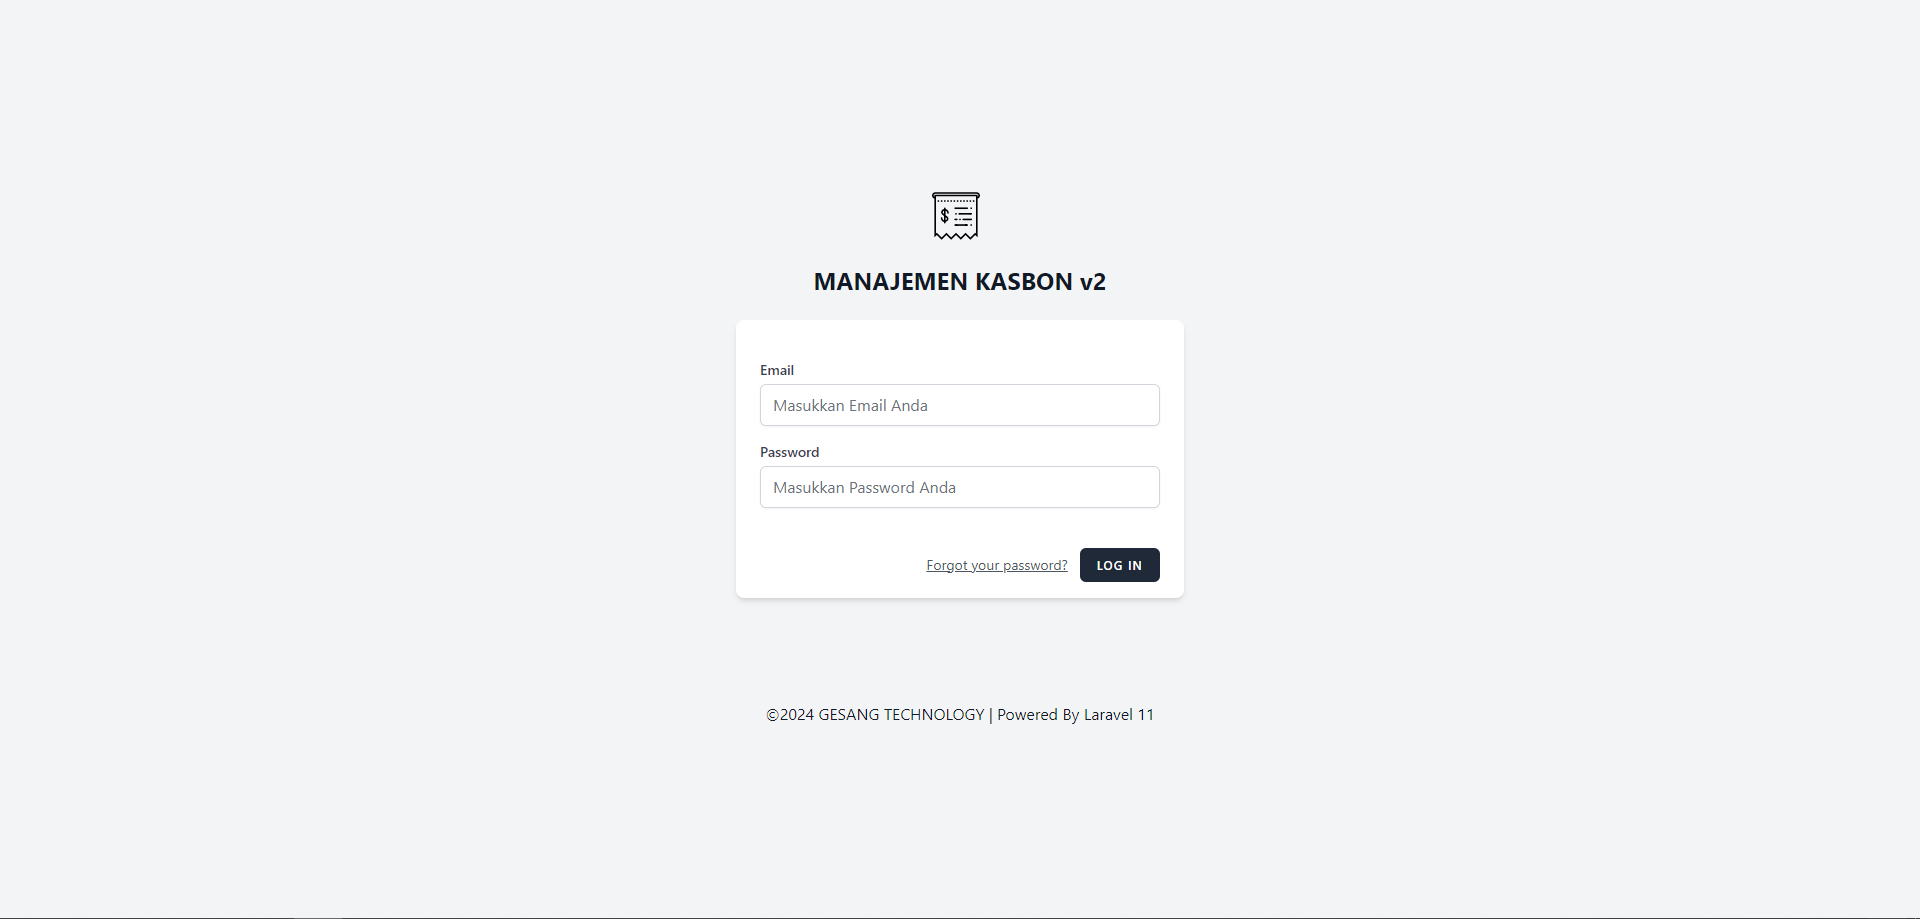 $
MANAJEMEN KASBON v2
Email
Masukkan Email Anda
Password
Masukkan Password Anda
Forgot your password?
LOG IN
©2024 GESANG TECHNOLOGY | Powered By Laravel 11